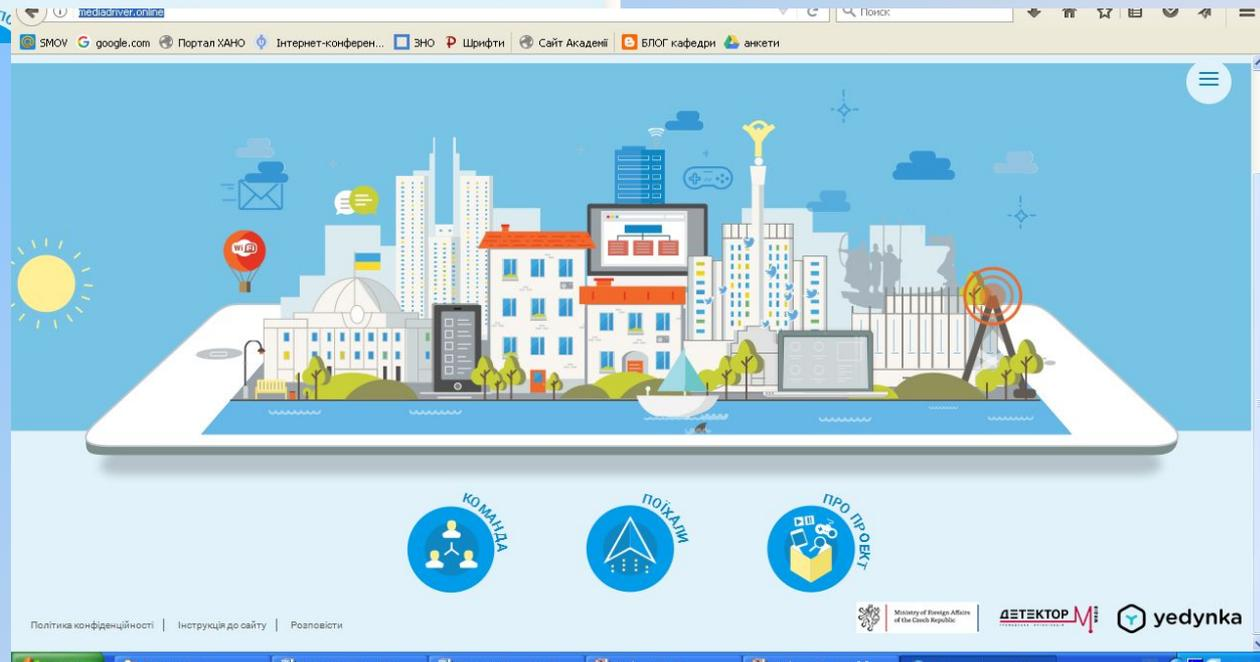 mediadriver.online
Поиск
SMOV google.com Портал ХАНО Інтернет-конферен... ЗНО Шрифти Сайт Академії БЛОГ кафедри анкети
WiFi
КОМАНДА
ПОЇХАЛИ
ПРО ПРОЕКТ
Політика конфіденційності | Інструкція до сайту | Розповісти
Ministry of Foreign Affairs
of the Czech Republic
ДЕТЕКТОР М
yedynka